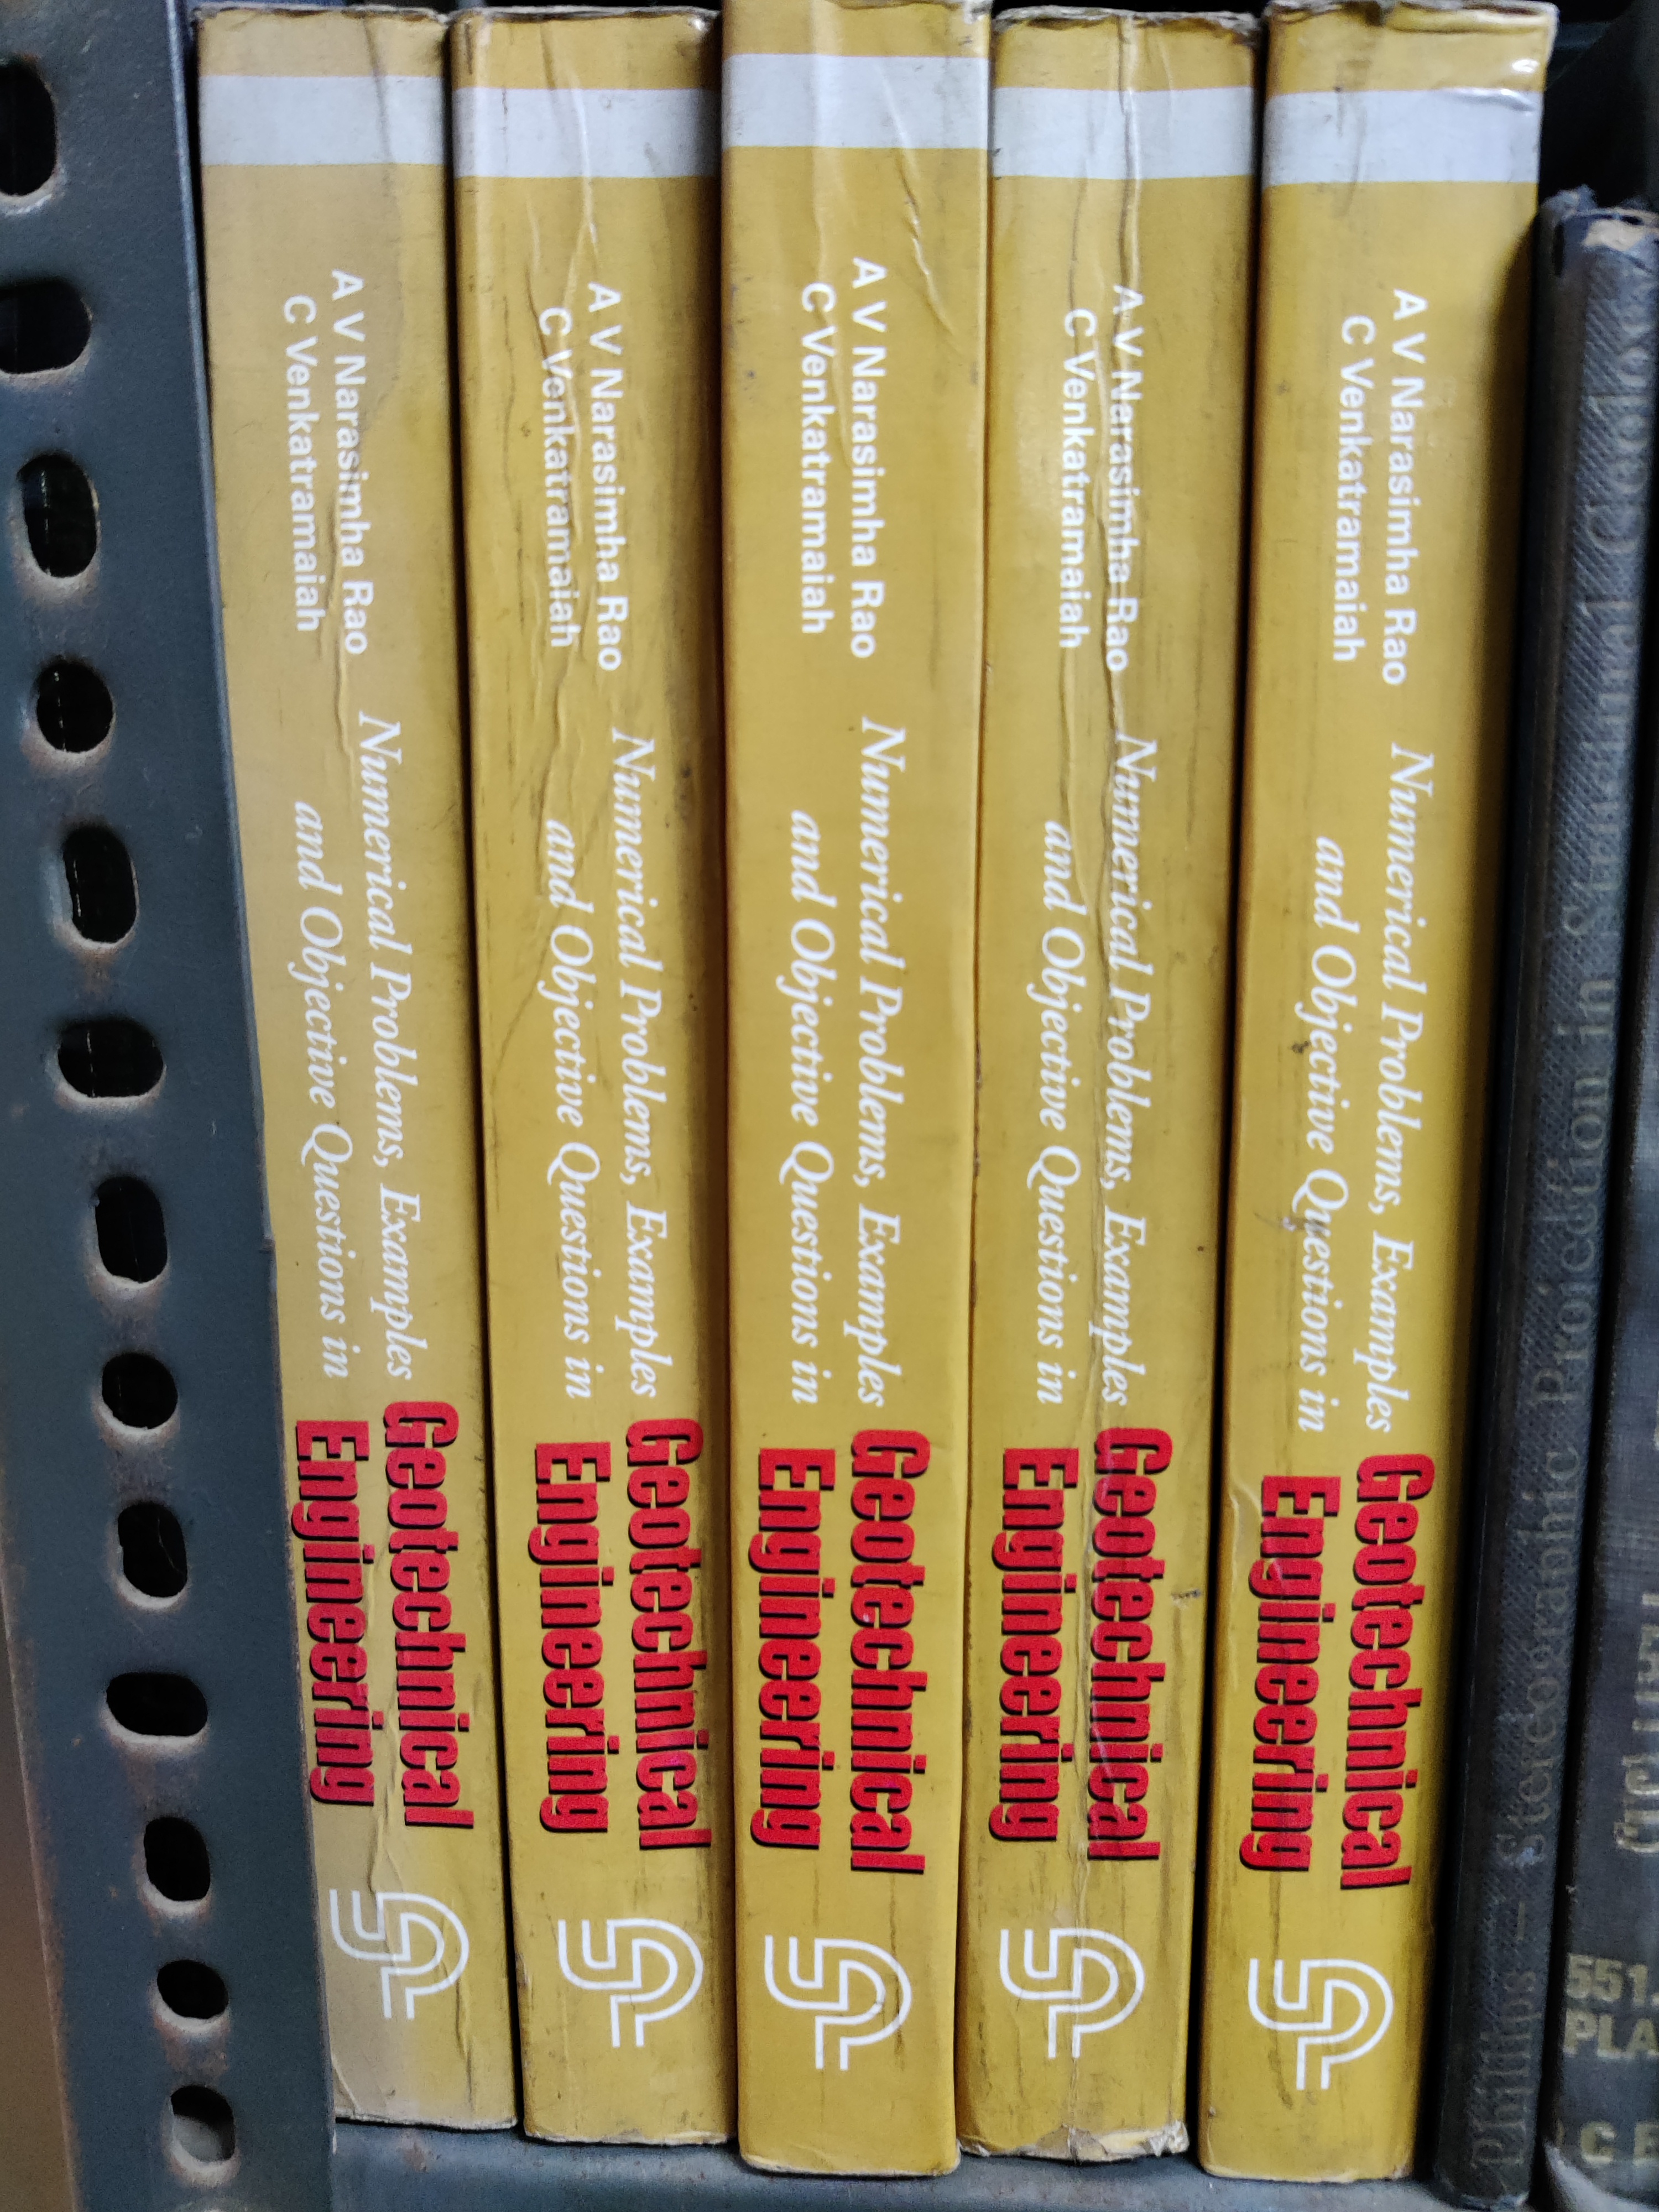 A V Narasimha Rao
C Venkatramaiah
Numerical Problems, Examples
and Objective Questions in
Geotechnical
Engineering
A V Narasimha Rao
C Venkatramaiah
Numerical Problems, Examples
and Objective Questions in
Geotechnical
Engineering
A V Narasimha Rao
C Venkatramaiah
Numerical Problems, Examples
and Objective Questions in
Geotechnical
Engineering
A V Narasimha Rao
C Venkatramaiah
Numerical Problems, Examples
and Objective Questions in
Geotechnical
Engineering
A V Narasimha Rao
C Venkatramaiah
Numerical Problems, Examples
and Objective Questions in
Geotechnical
Engineering
Phillips — Stereographic Projection in Structural Geology
551.
PLA
C B